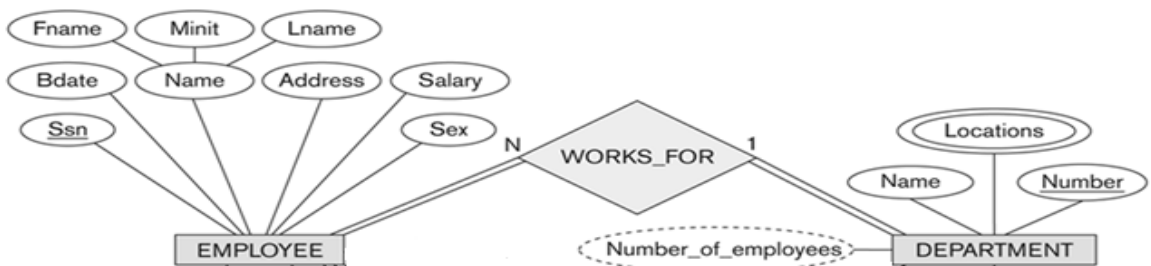 Fname Minit Lname
Bdate Name Address Salary
Ssn Sex N WORKS_FOR 1 Locations
Name Number
EMPLOYEE Number_of_employees DEPARTMENT